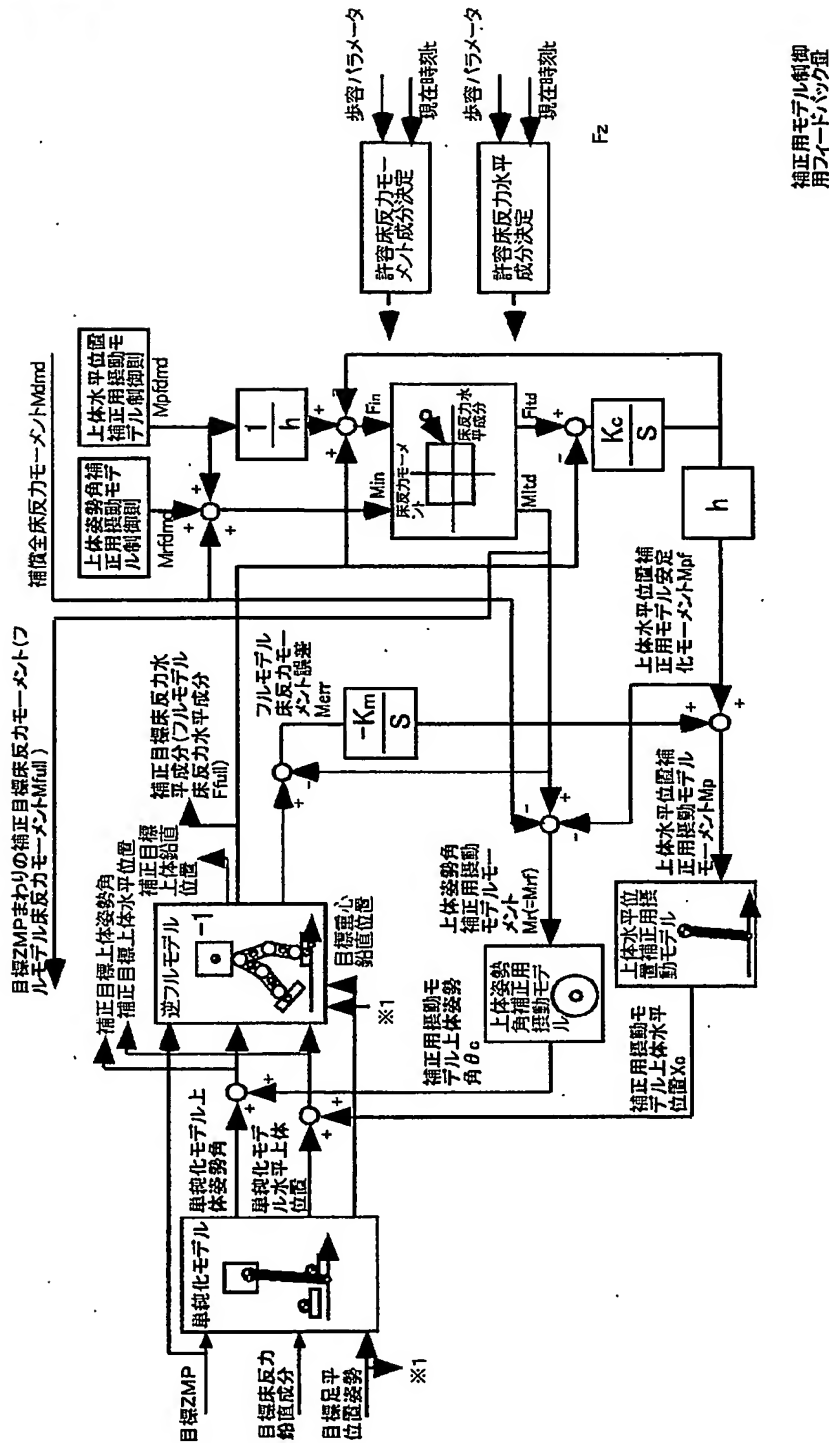 目標ZMP
目標床反力
鉛直成分
目標足平
位置姿勢
※1
単純化モデル
単純化モデル上
体姿勢角
単純化モデ
ル水平上体
位置
目標ZMPまわりの補正目標床反力モーメント(フ
ルモデル床反力モーメントMfull)
補正目標上体姿勢角
補正目標上体水平位置
補正目標
上体鉛直
位置
補正目標床反力水
平成分(フルモデル
床反力水平成分
Ffull)
逆フルモデル
-1
目標重心
鉛直位置
※1
フルモデル
床反力モー
メント誤差
Merr
-Km
S
補償全床反力モーメントMdmd
上体姿勢角補
正用摂動モデ
ル制御則
Mrfdmd
上体水平位置
補正用摂動モ
デル制御則
Mpfdmd
1
h
Min
Fin
床反力モーメ
ント
床反力水
平成分
Q
Mltd
Fltd
Kc
S
h
許容床反力モー
メント成分決定
歩容パラメータ
現在時刻t
許容床反力水平
成分決定
歩容パラメータ
現在時刻t
Fz
上体水平位置補
正用モデル安定
化モーメントMpf
上体水平位置補
正用摂動モデル
モーメントMp
上体水平位
置補正用摂
動モデル
上体姿勢角
補正用摂動
モデルモー
メント
Mr(=Mrf)
上体姿勢
角補正用
摂動モデ
ル
補正用摂動モ
デル上体姿勢
角θc
補正用摂動モ
デル上体水平
位置Xc
補正用モデル制御
用フィードバック量